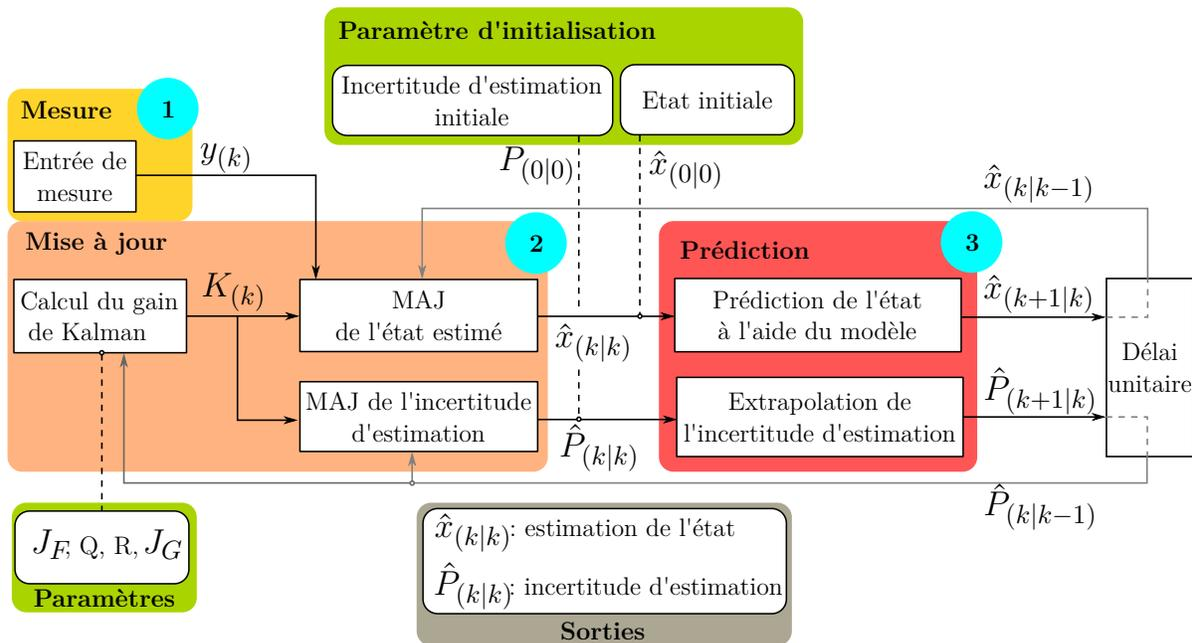 Paramètre d'initialisation
Incertitude d'estimation
initiale
Etat initiale
Mesure
1
Entrée de
mesure
y(k)
P(0|0)
x̂(0|0)
x̂(k|k−1)
Mise à jour
2
Prédiction
3
Calcul du gain
de Kalman
K(k)
MAJ
de l'état estimé
x̂(k|k)
Prédiction de l'état
à l'aide du modèle
x̂(k+1|k)
Délai
unitaire
MAJ de l'incertitude
d'estimation
P̂(k|k)
Extrapolation de
l'incertitude d'estimation
P̂(k+1|k)
P̂(k|k−1)
J_F, Q, R, J_G
Paramètres
x̂(k|k): estimation de l'état
P̂(k|k): incertitude d'estimation
Sorties